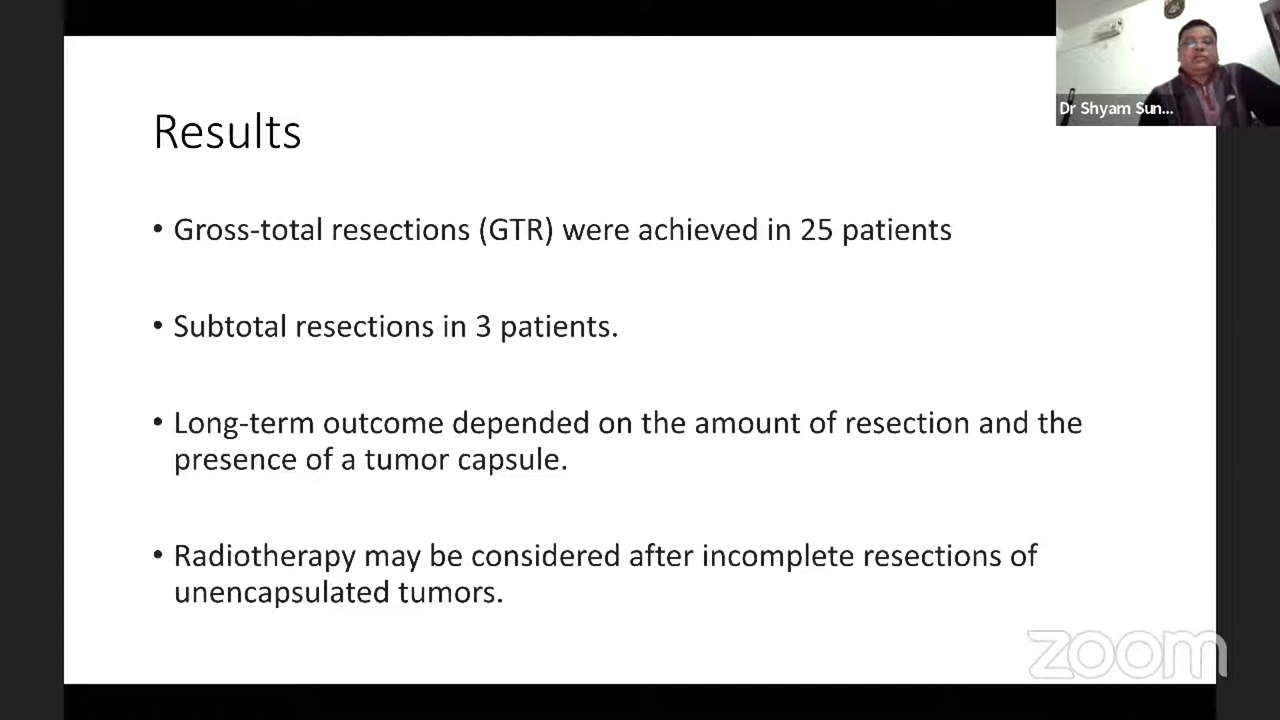 Dr Shyam Sun...
Results
• Gross-total resections (GTR) were achieved in 25 patients
• Subtotal resections in 3 patients.
• Long-term outcome depended on the amount of resection and the
presence of a tumor capsule.
• Radiotherapy may be considered after incomplete resections of
unencapsulated tumors.
zoom